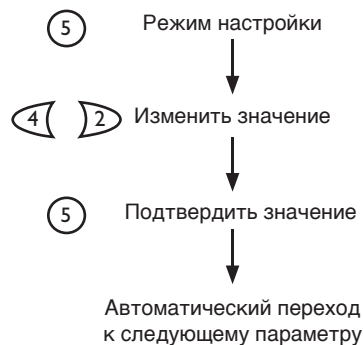 5 Режим настройки
4 2 Изменить значение
5 Подтвердить значение
Автоматический переход
к следующему параметру